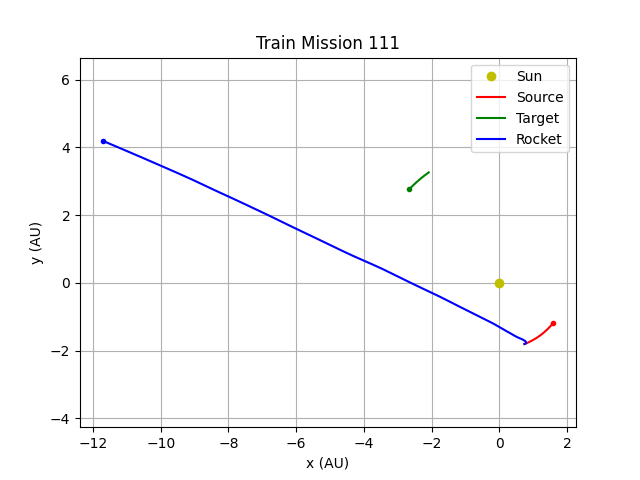 Train Mission 111
Sun
Source
Target
Rocket
y (AU)
6
4
2
0
−2
−4
−12
−10
−8
−6
−4
−2
0
2
x (AU)